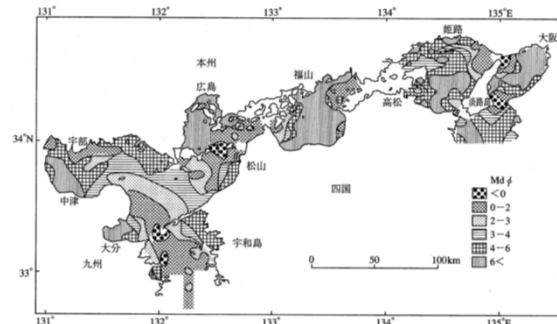 133° 134° 135°E
姫路 大阪
本州
福山
広島
淡路島
高松
34°N
宇部
松山
四国
中津
Md φ
<0
0−2
2−3
3−4
4−6
6<
大分
宇和島
九州
33°
0 50 100km
131° 132° 133° 134° 135°E